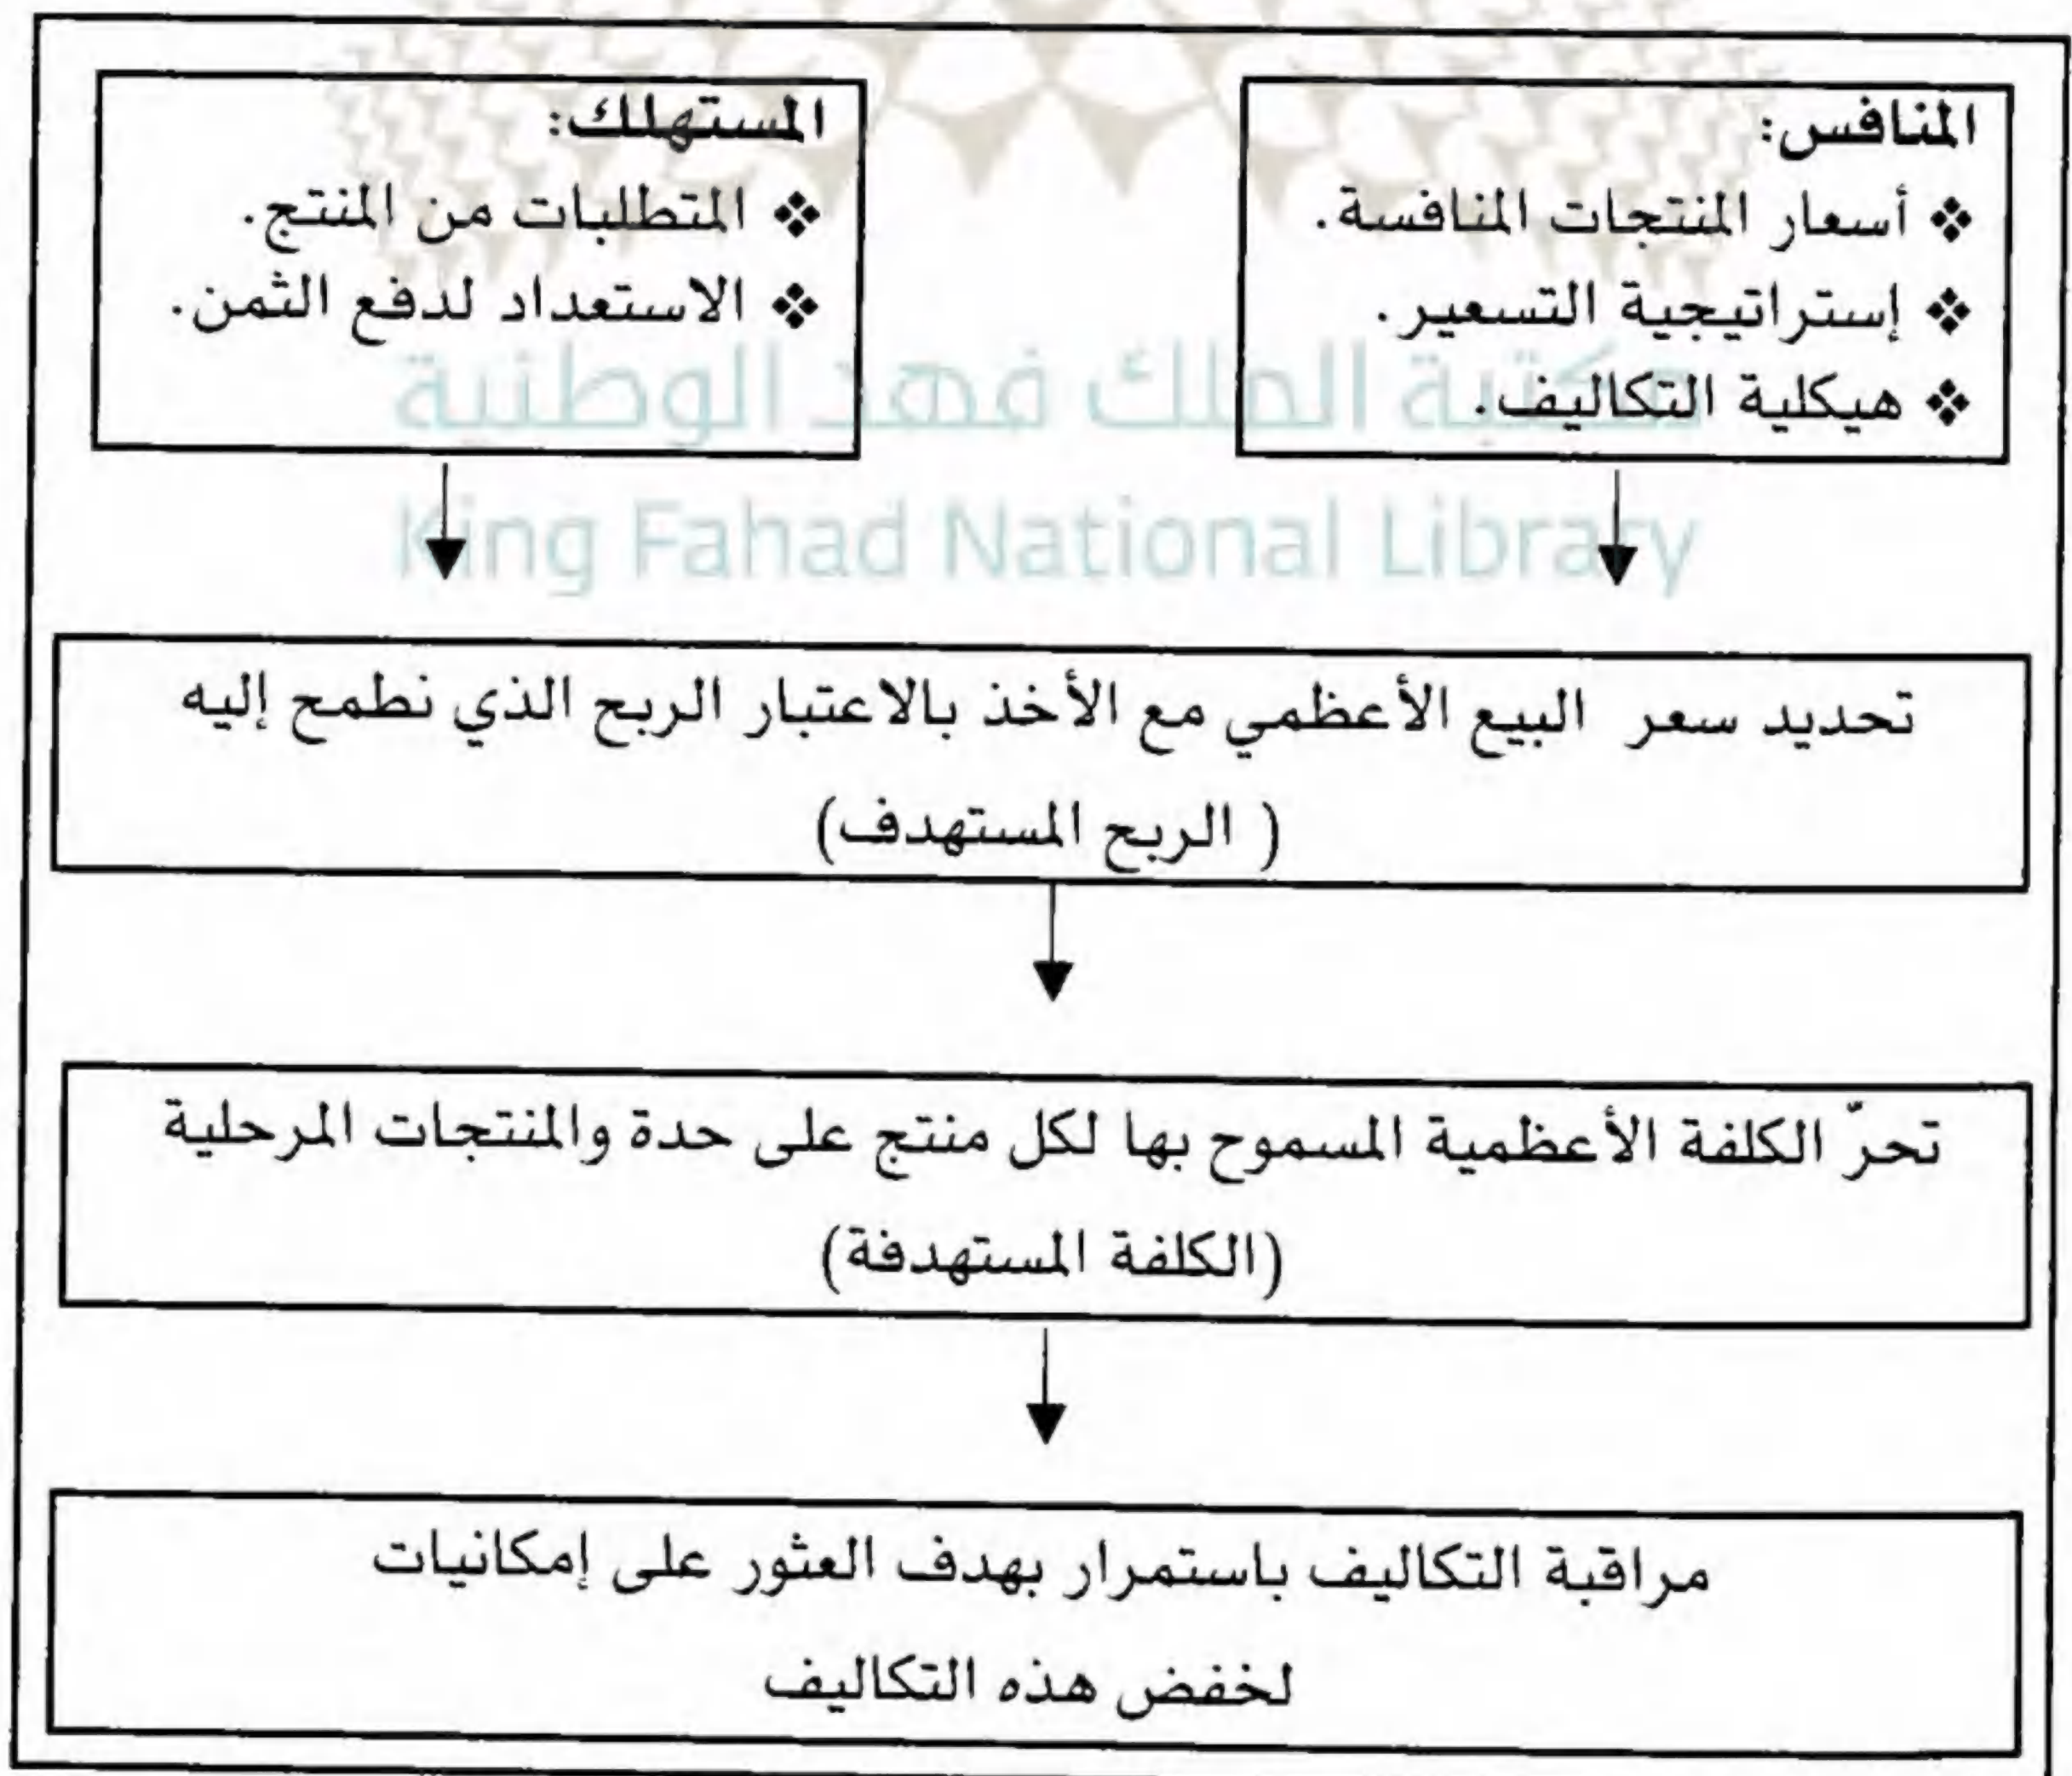 المنافس:
❖ أسعار المنتجات المنافسة.
❖ إستراتيجية التسعير.
❖ هيكلية التكاليف.
المستهلك:
❖ المتطلبات من المنتج.
❖ الاستعداد لدفع الثمن.
مكتبة الملك فهد الوطنية
King Fahad National Library
تحديد سعر البيع الأعظمي مع الأخذ بالاعتبار الربح الذي نطمح إليه
( الربح المستهدف)
تحرّ الكلفة الأعظمية المسموح بها لكل منتج على حدة والمنتجات المرحلية
(الكلفة المستهدفة)
مراقبة التكاليف باستمرار بهدف العثور على إمكانيات
لخفض هذه التكاليف